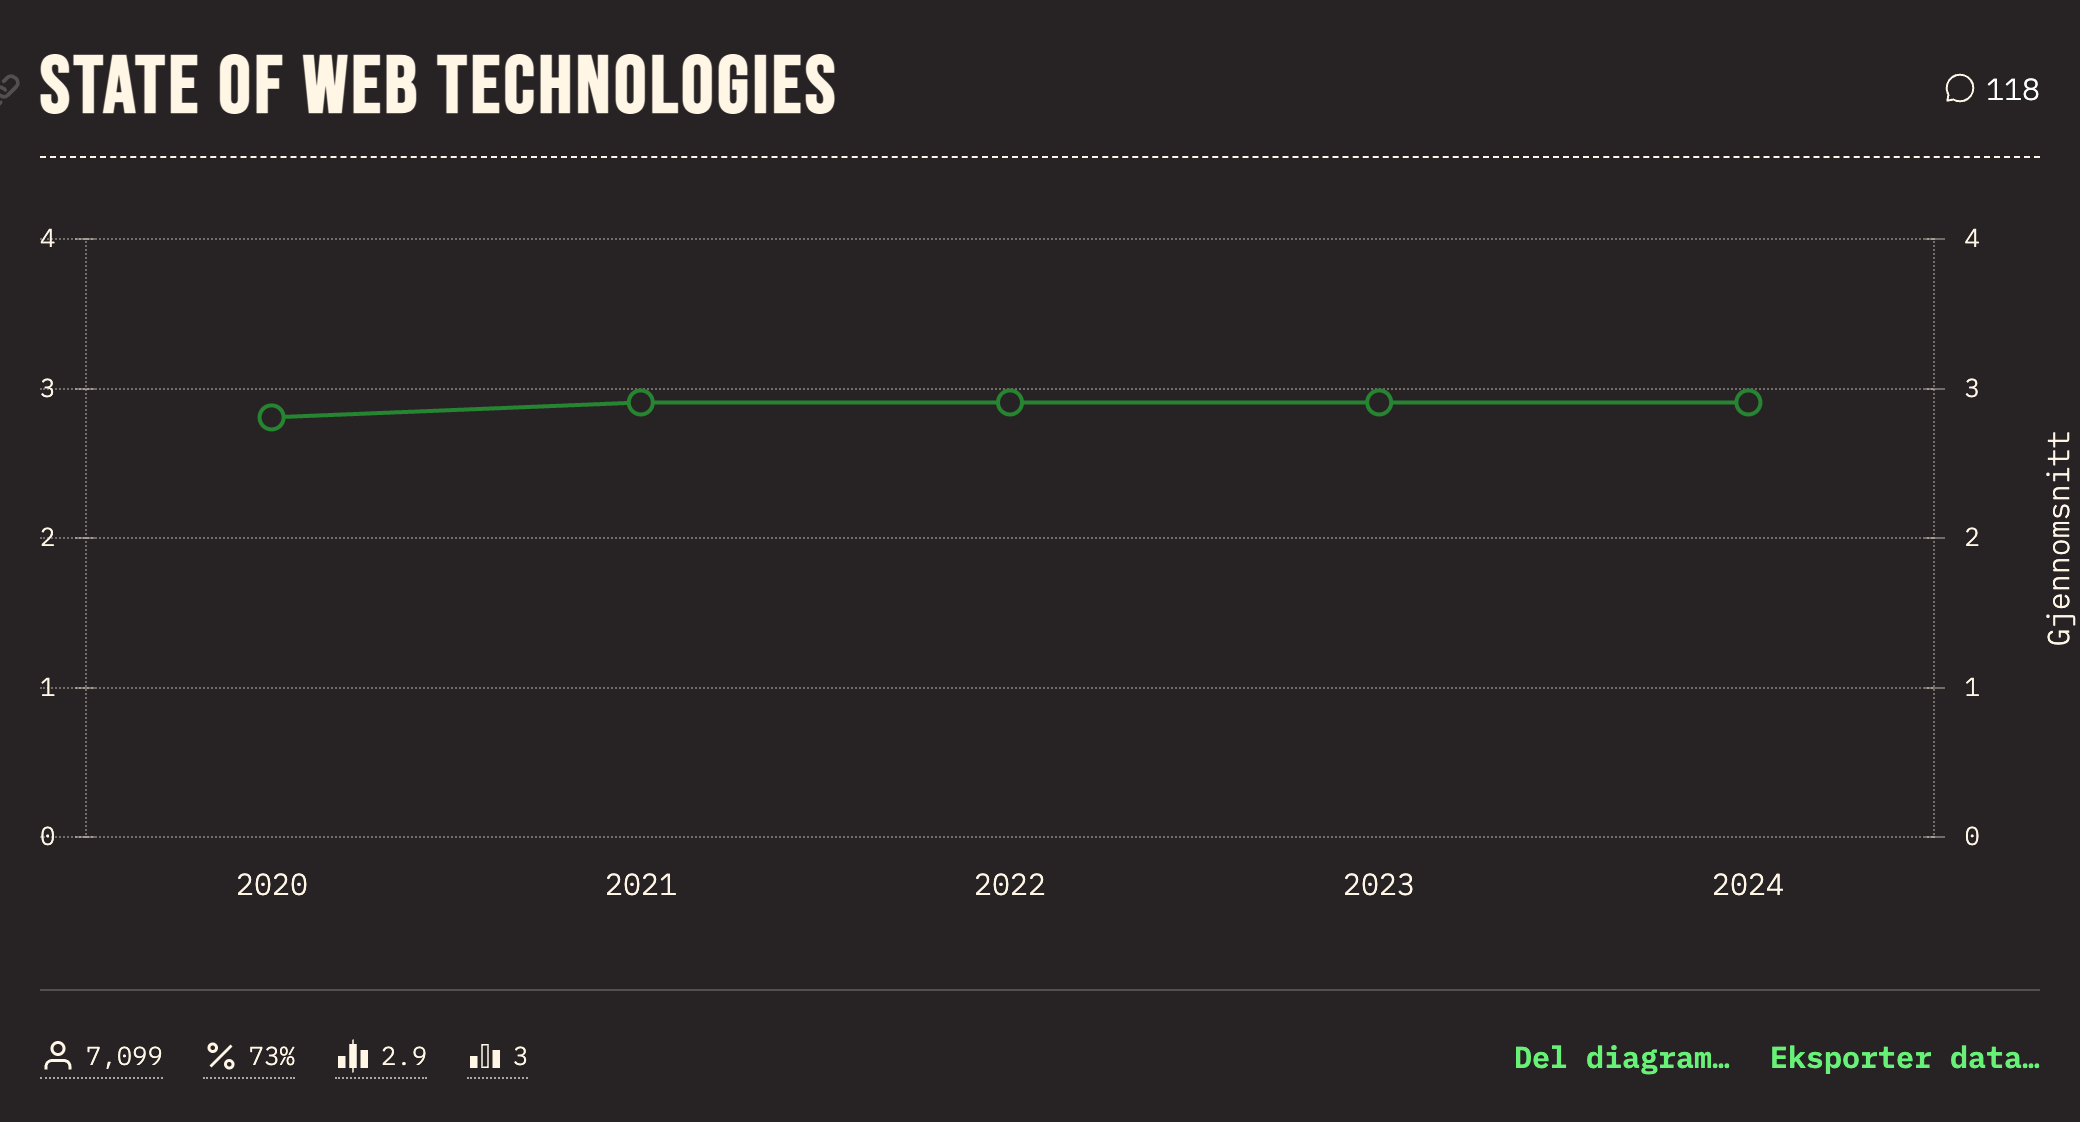 STATE OF WEB TECHNOLOGIES
118
4
4
3
3
2
2
1
1
0
0
Gjennomsnitt
2020 2021 2022 2023 2024
7,099 73% 2.9 3
Del diagram… Eksporter data…